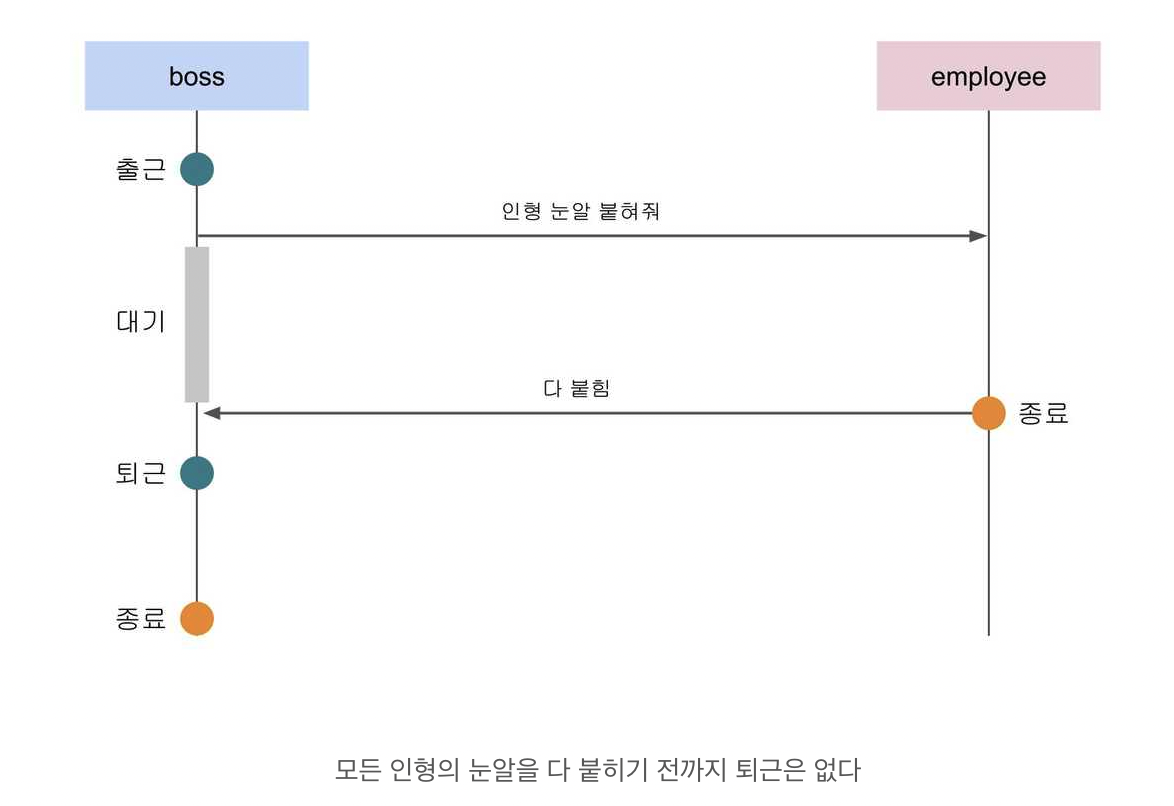 boss
employee
출근
인형 눈알 붙혀줘
대기
다 붙힘
종료
퇴근
종료
모든 인형의 눈알을 다 붙히기 전까지 퇴근은 없다